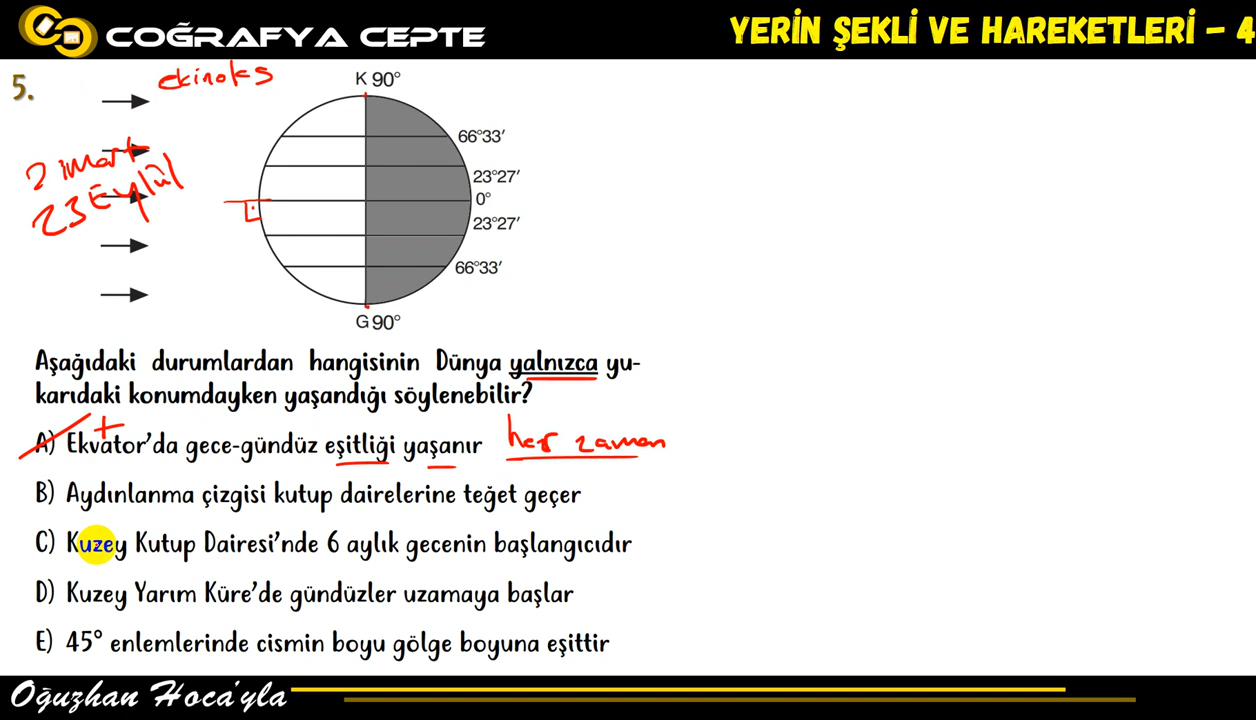 COĞRAFYA CEPTE
YERİN ŞEKLİ VE HAREKETLERİ – 4
5.
ekinoks
K 90°
66°33′
21 mart
23°27′
23 Eylül
0°
23°27′
66°33′
G 90°
Aşağıdaki durumlardan hangisinin Dünya yalnızca yu-
karıdaki konumdayken yaşandığı söylenebilir?
A) Ekvator’da gece-gündüz eşitliği yaşanır her zaman
B) Aydınlanma çizgisi kutup dairelerine teğet geçer
C) Kuzey Kutup Dairesi’nde 6 aylık gecenin başlangıcıdır
D) Kuzey Yarım Küre’de gündüzler uzamaya başlar
E) 45° enlemlerinde cismin boyu gölge boyuna eşittir
Oğuzhan Hoca'yla